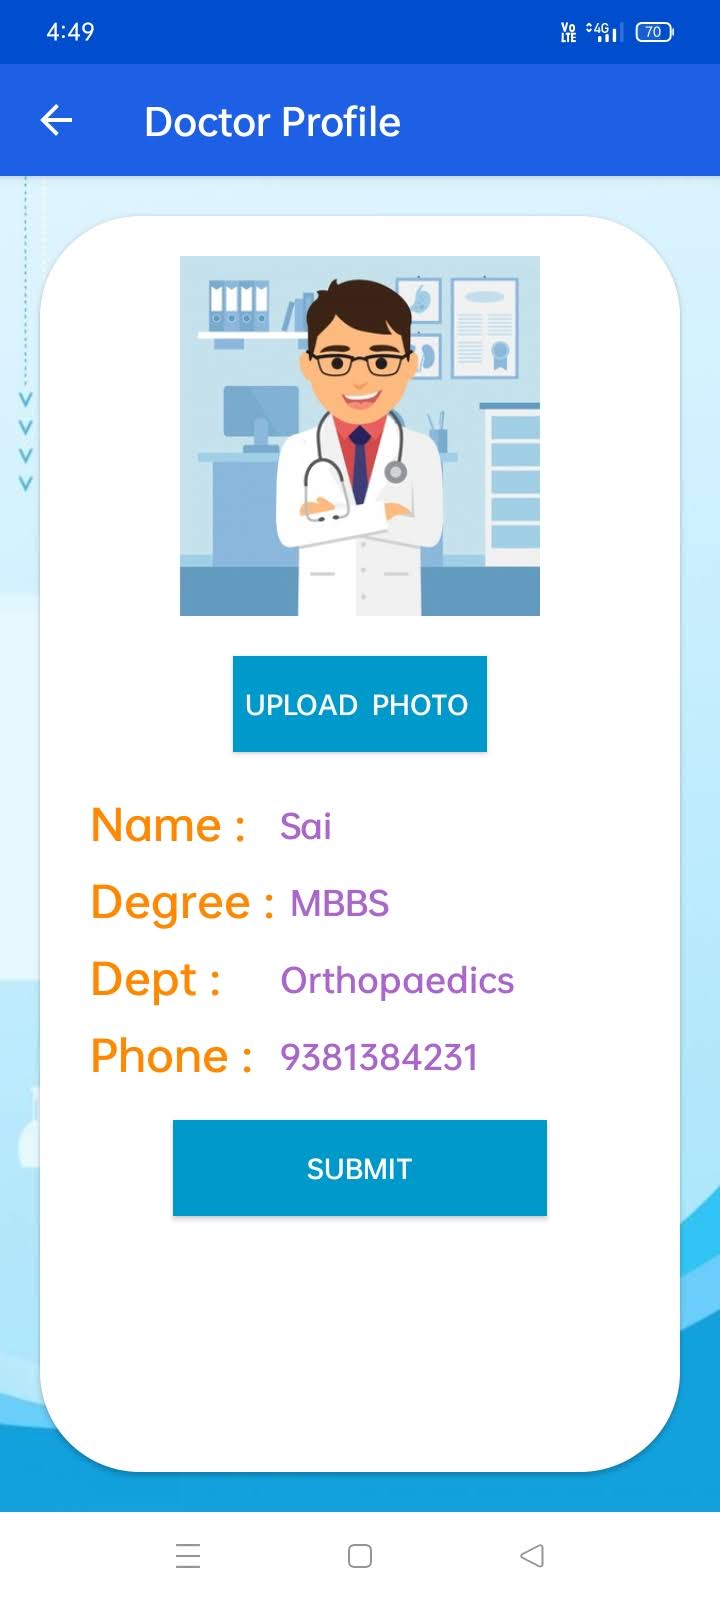 4:49
Vo LTE 4G 70
Doctor Profile
UPLOAD PHOTO
Name : Sai
Degree : MBBS
Dept : Orthopaedics
Phone : 9381384231
SUBMIT